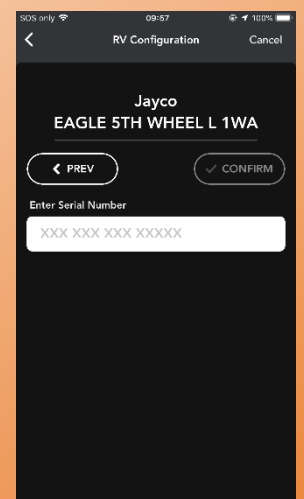 SOS only 09:57 100%
RV Configuration Cancel
Jayco
EAGLE 5TH WHEEL L 1WA
PREV CONFIRM
Enter Serial Number
XXX XXX XXX XXXXX